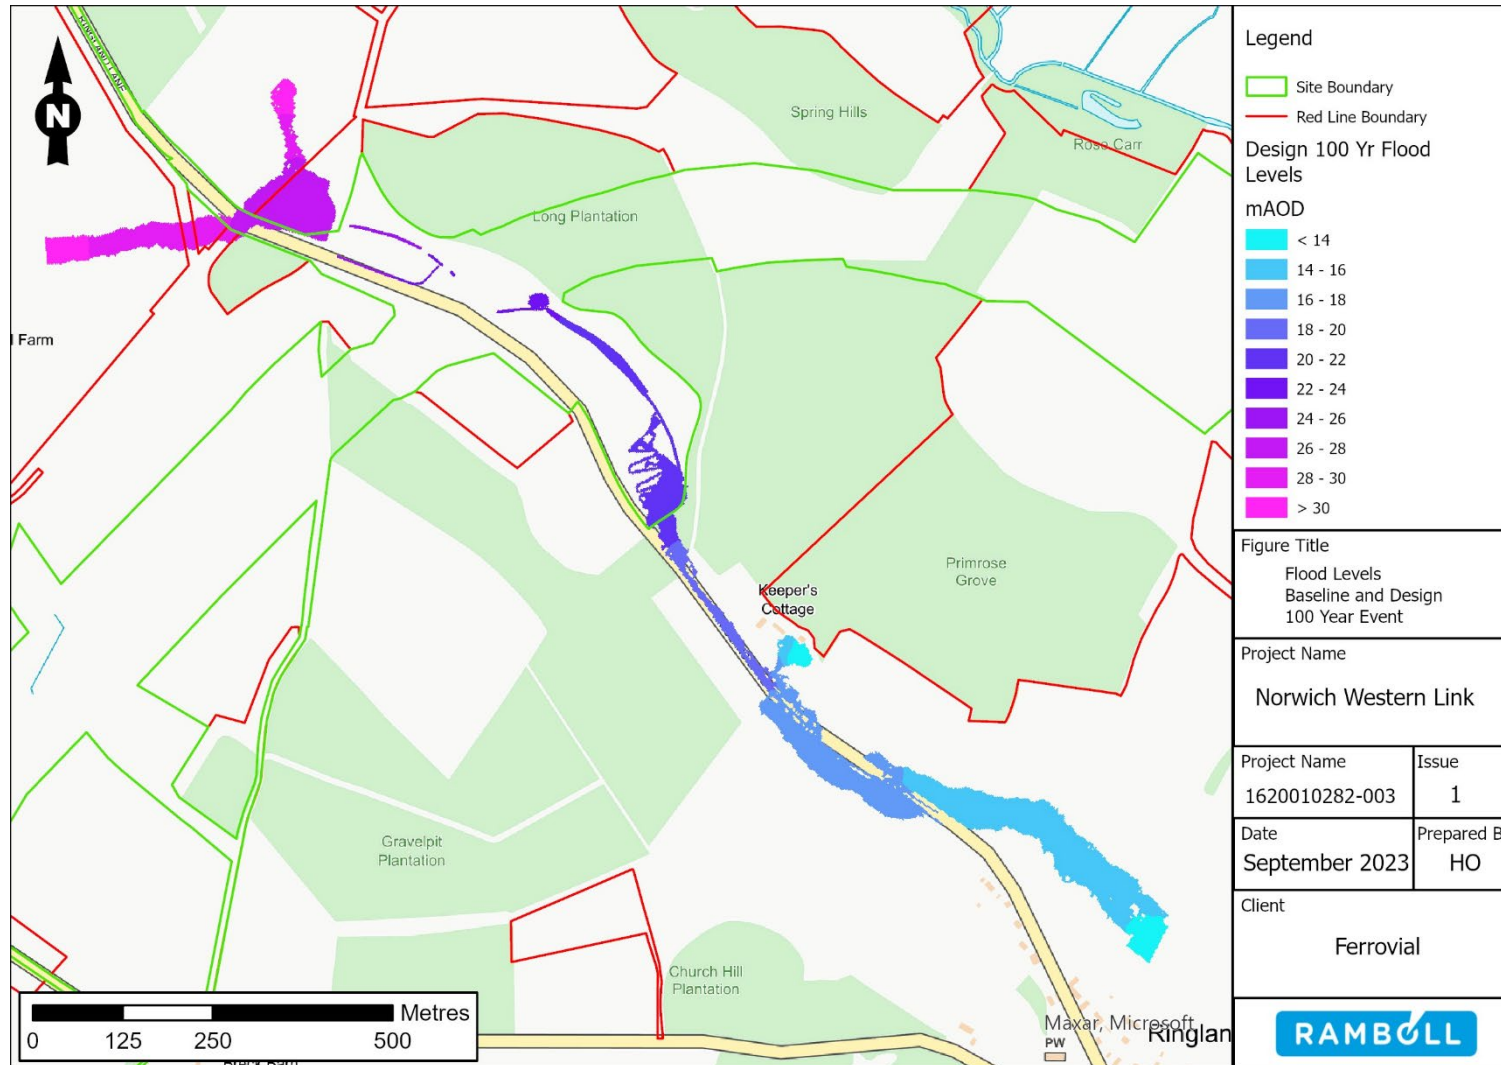 RINGLAND LANE
N
Spring Hills
Rose Carr
Long Plantation
Farm
Primrose
Grove
Keeper's
Cottage
Gravelpit
Plantation
Church Hill
Plantation
Maxar, Microsoft
Ringlan
PW
Metres
0 125 250 500
Legend
Site Boundary
Red Line Boundary
Design 100 Yr Flood
Levels
mAOD
< 14
14 - 16
16 - 18
18 - 20
20 - 22
22 - 24
24 - 26
26 - 28
28 - 30
> 30
Figure Title
Flood Levels
Baseline and Design
100 Year Event
Project Name
Norwich Western Link
Project Name Issue
1620010282-003 1
Date Prepared B
September 2023 HO
Client
Ferrovial
RAMBOLL